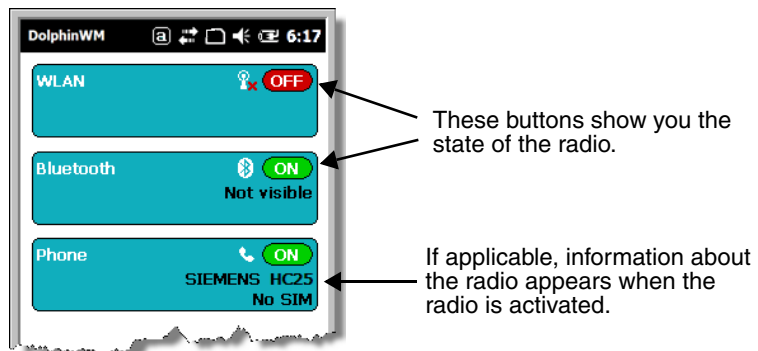 DolphinWM a 6:17
WLAN OFF
Bluetooth ON
Not visible
Phone ON
SIEMENS HC25
No SIM
These buttons show you the
state of the radio.
If applicable, information about
the radio appears when the
radio is activated.